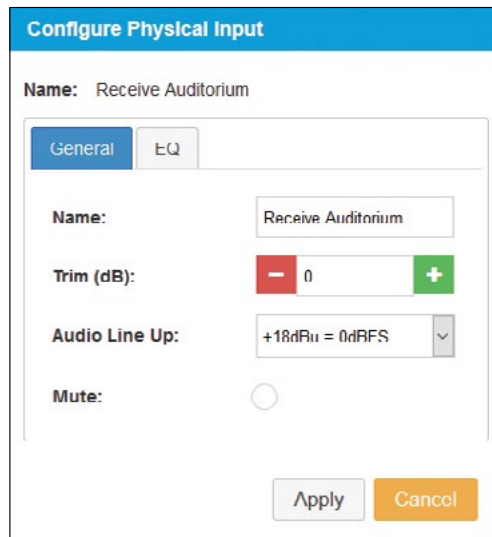 Configure Physical Input
Name: Receive Auditorium
General EQ
Name: Receive Auditorium
Trim (dB): − 0 +
Audio Line Up: +18dBu = 0dBFS
Mute:
Apply Cancel